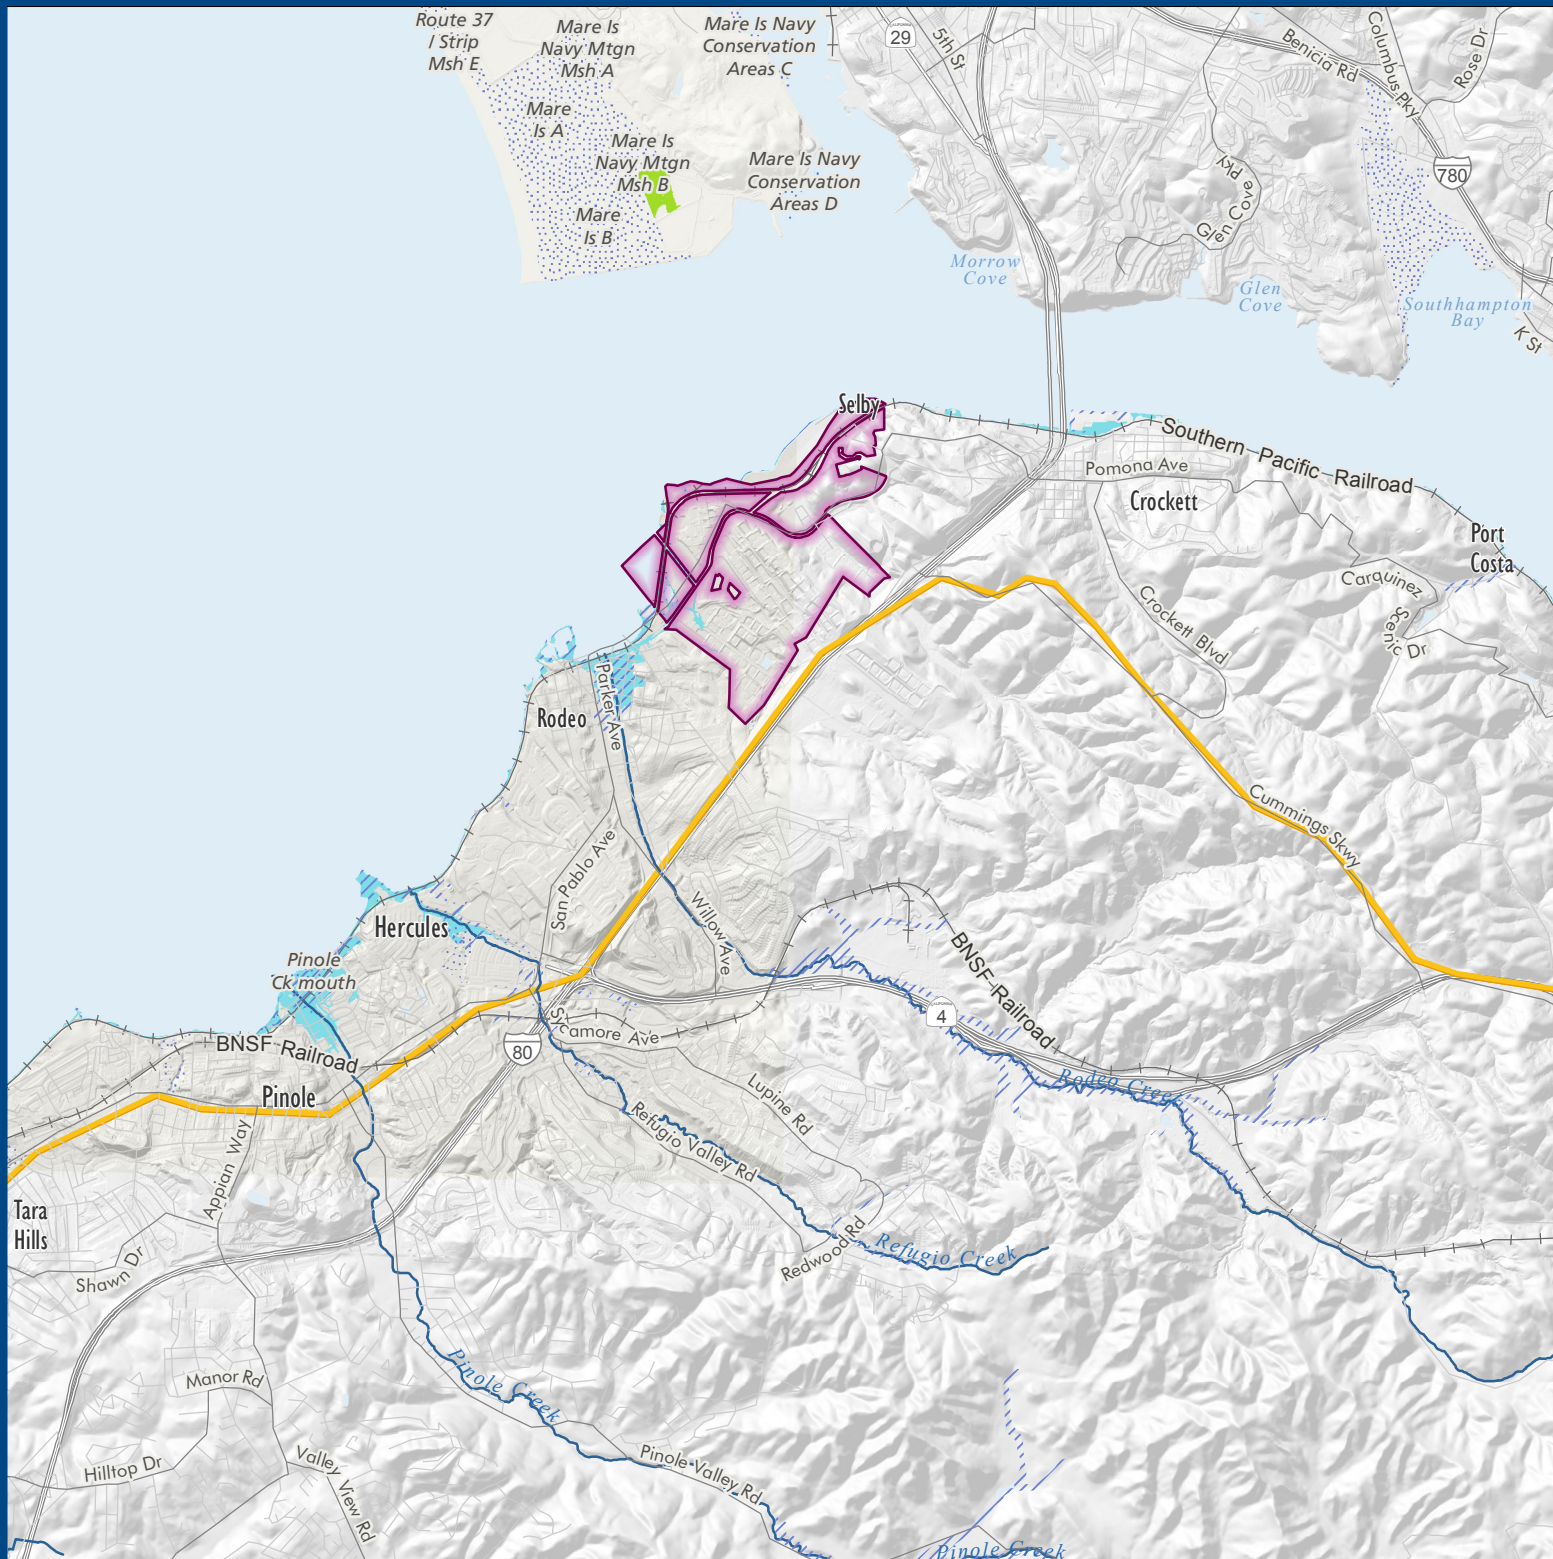 Route 37
/ Strip
Msh E
Mare Is
Navy Mtgn
Msh A
Mare Is Navy
Conservation
Areas C
29
5th St
Benicia Rd
Columbus Pky
Rose Dr
Mare
Is A
Mare Is
Navy Mtgn
Msh B
Mare Is Navy
Conservation
Areas D
Mare
Is B
780
Glen Cove Pky
Morrow
Cove
Glen
Cove
Southhampton
Bay
K St
Selby
Southern Pacific Railroad
Pomona Ave
Crockett
Port
Costa
Carquinez
Scenic Dr
Crockett Blvd
Rodeo
Parker Ave
Cummings Skwy
San Pablo Ave
Willow Ave
Hercules
BNSF Railroad
Pinole
Ck mouth
4
Sycamore Ave
80
BNSF Railroad
Rodeo Creek
Pinole
Lupine Rd
Refugio Valley Rd
Appian Way
Tara
Hills
Redwood Rd
Refugio Creek
Shawn Dr
Pinole Creek
Manor Rd
Hilltop Dr
Valley View Rd
Pinole Valley Rd
Pinole Creek